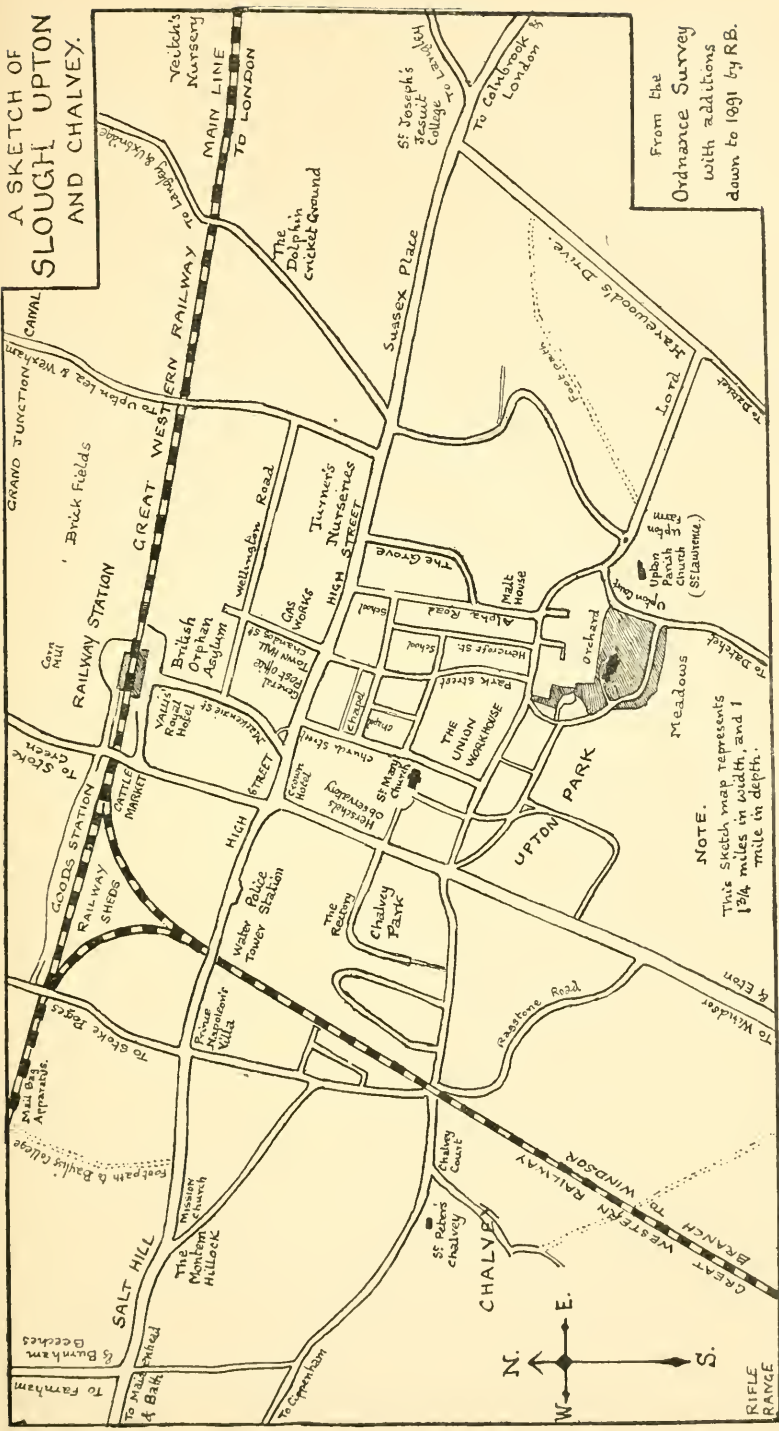 A SKETCH OF
SLOUGH UPTON
AND CHALVEY.
From the
Ordnance Survey
with additions
down to 1891 by RB.
NOTE.
This Sketch map represents
1 3/4 miles in width, and 1
mile in depth.
N.
W.
E.
S.
To Farnham
& Burnham
Beeches
To Maidenhead
& Bath
SALT HILL
The
Montem
Hillock
Mission
Church
Footpath to Baylis College
Mail Bag
Apparatus.
To Stoke Poges
Prince
Napoleon's
Villa
GOODS STATION
RAILWAY
SHEDS
CATTLE
MARKET
To Stoke
Green
RAILWAY STATION
Corn
Mill
Brick Fields
GRAND JUNCTION CANAL
To Upton Lea & Wexham
GREAT WESTERN RAILWAY
MAIN LINE
TO LONDON
Veitch's
Nursery
To Langley & Uxbridge
The
Dolphin
Cricket Ground
Water
Tower
Police
Station
HIGH
STREET
Vallis'
Royal
Hotel
Mackenzie St
British
Orphan
Asylum
Wellington Road
General
Post Office
TOWN HALL
Chandos St
GAS
WORKS
Turner's
Nurseries
HIGH STREET
Sussex Place
St Joseph's
Jesuit
College
To Langley
To Colnbrook &
London
To Cippenham
The
Rectory
Chalvey
Park
Crown
Hotel
Herschel's
Observatory
St Mary's
Church
Church Street
Chapel
Chapel
School
School
The Grove
Alpha Road
Hencroft St.
Park Street
THE
UNION
WORKHOUSE
Malt
House
UPTON PARK
Orchard
Meadows
Upton Court
Upton
Parish
Church
(St Lawrence.)
Footpath
Lord Harewood's Drive.
To Datchet
To Datchet
Ragstone Road
To Windsor
& Eton
Chalvey
Court
St Peter's
Chalvey
CHALVEY
GREAT WESTERN RAILWAY
BRANCH TO WINDSOR
RIFLE
RANGE